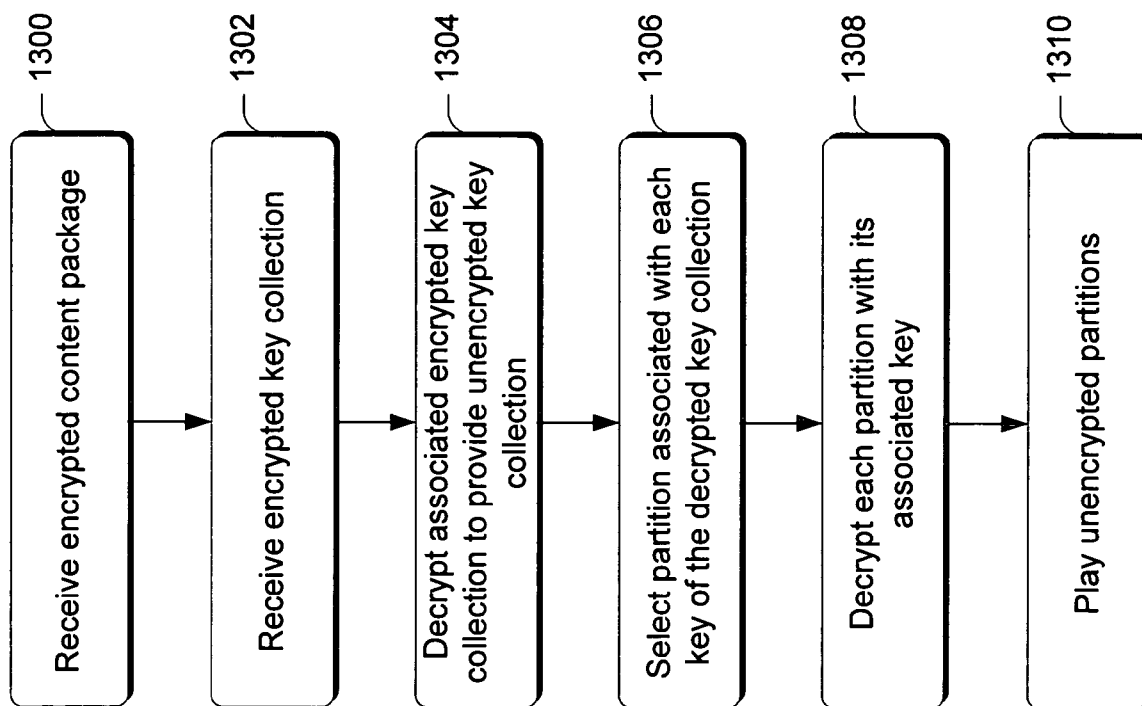 Receive encrypted content package
1300
Receive encrypted key collection
1302
Decrypt associated encrypted key
collection to provide unencrypted key
collection
1304
Select partition associated with each
key of the decrypted key collection
1306
Decrypt each partition with its
associated key
1308
Play unencrypted partitions
1310